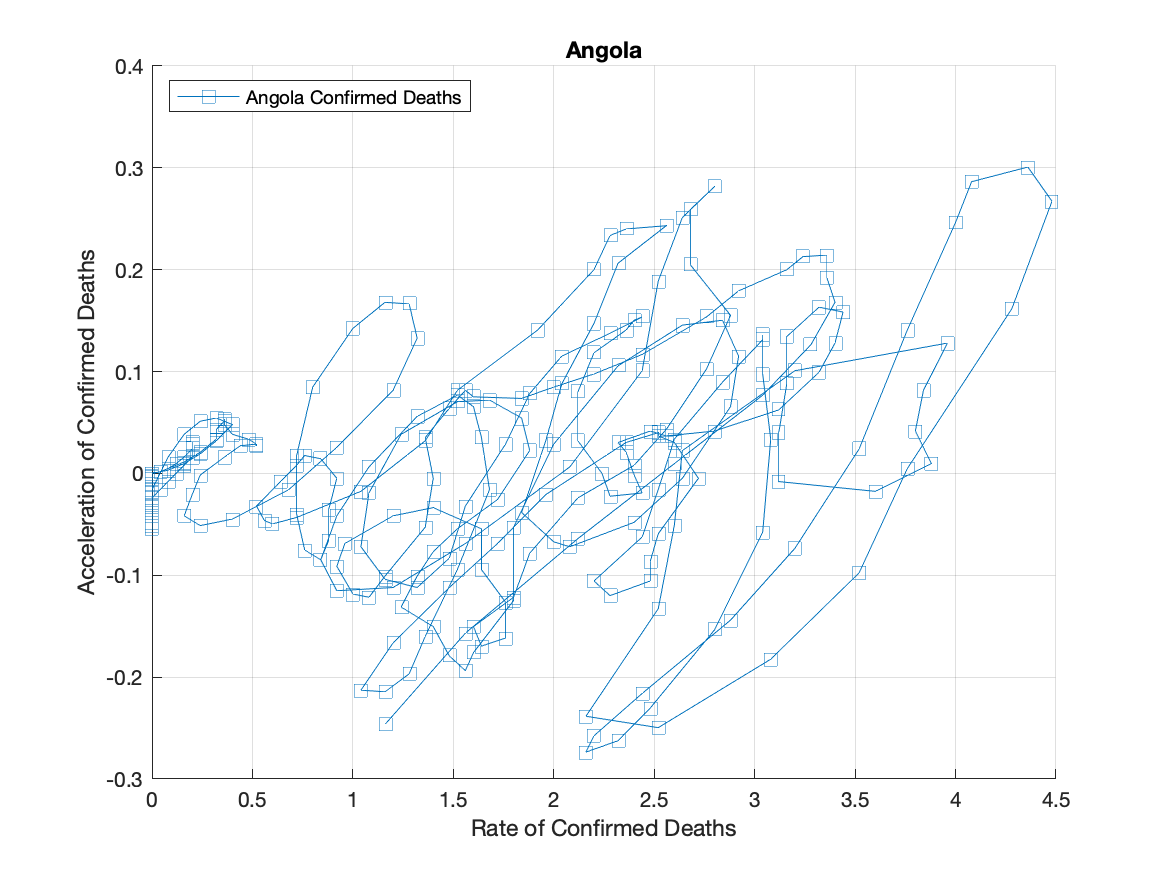 Angola
0.4
Angola Confirmed Deaths
0.3
0.2
0.1
0
-0.1
-0.2
-0.3
Acceleration of Confirmed Deaths
0 0.5 1 1.5 2 2.5 3 3.5 4 4.5
Rate of Confirmed Deaths